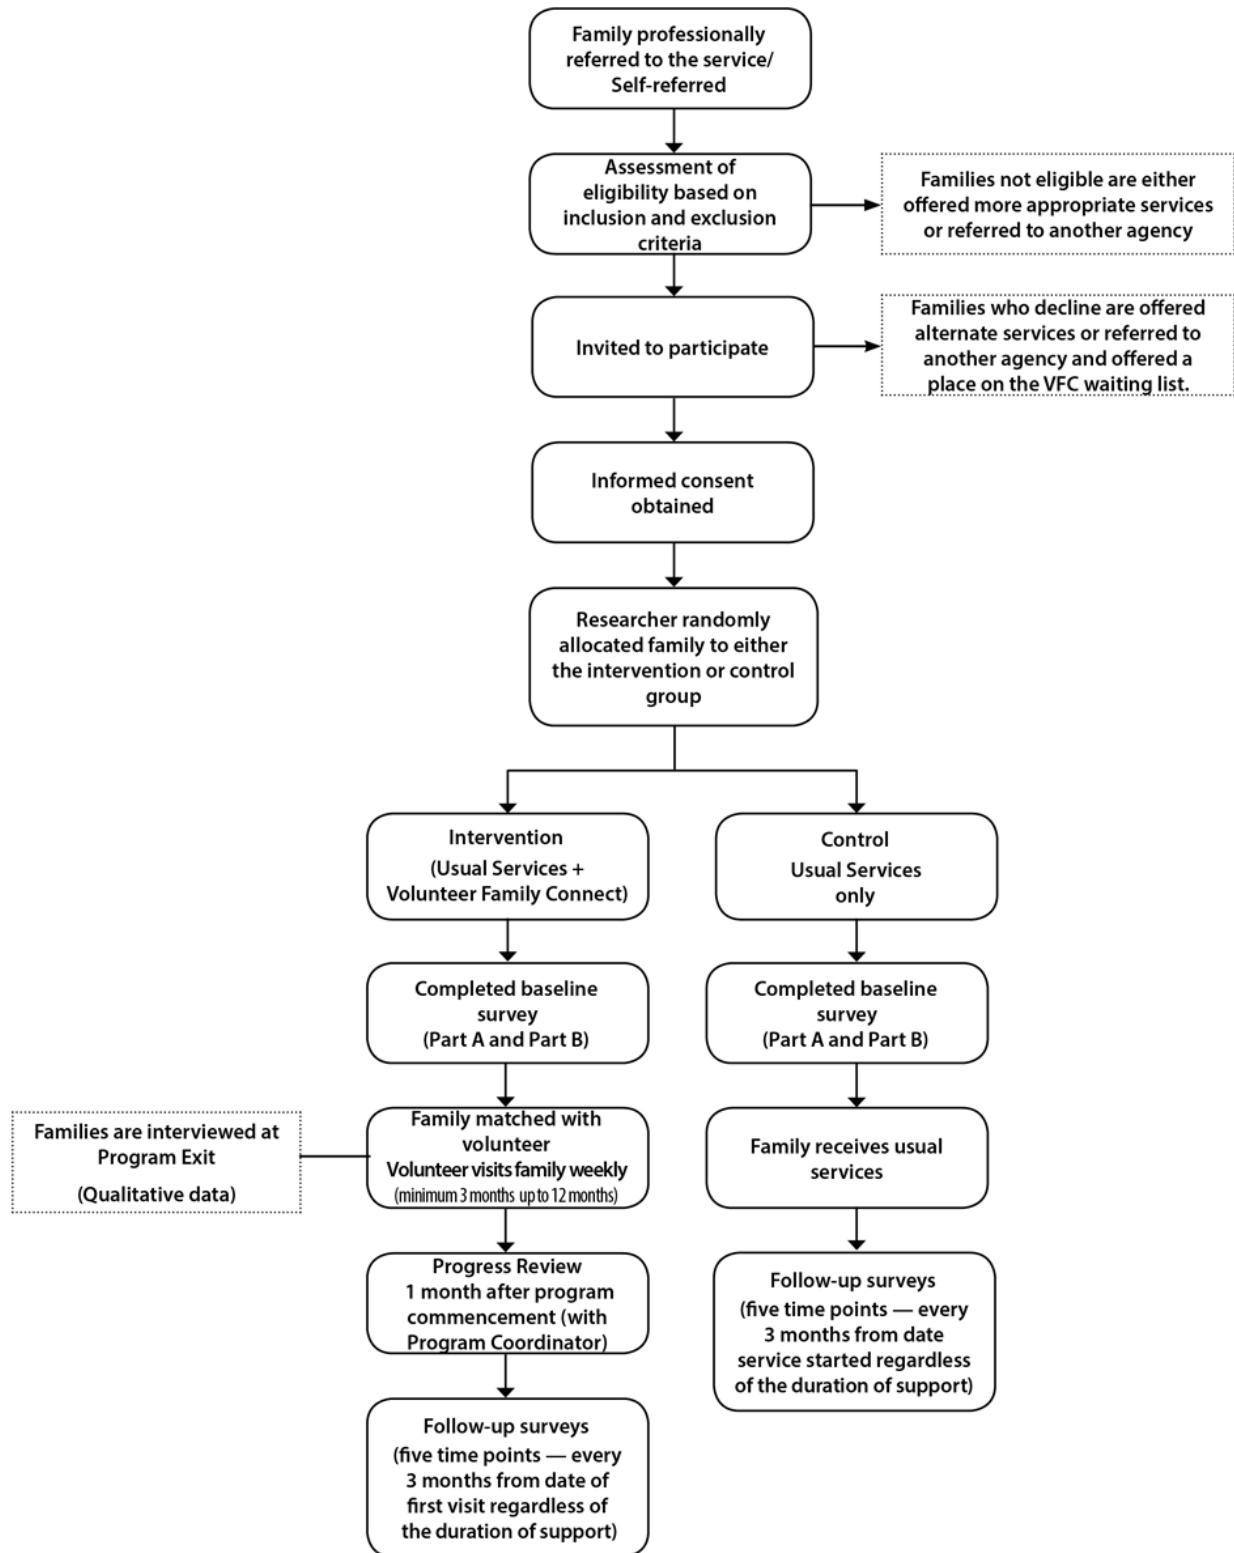 Family professionally
referred to the service/
Self-referred
Assessment of
eligibility based on
inclusion and exclusion
criteria
Families not eligible are either
offered more appropriate services
or referred to another agency
Invited to participate
Families who decline are offered
alternate services or referred to
another agency and offered a
place on the VFC waiting list.
Informed consent
obtained
Researcher randomly
allocated family to either
the intervention or control
group
Intervention
(Usual Services +
Volunteer Family Connect)
Control
Usual Services
only
Completed baseline
survey
(Part A and Part B)
Completed baseline
survey
(Part A and Part B)
Families are interviewed at
Program Exit
(Qualitative data)
Family matched with
volunteer
Volunteer visits family weekly
(minimum 3 months up to 12 months)
Family receives usual
services
Progress Review
1 month after program
commencement (with
Program Coordinator)
Follow-up surveys
(five time points — every
3 months from date
service started regardless
of the duration of support)
Follow-up surveys
(five time points — every
3 months from date of
first visit regardless of
the duration of support)